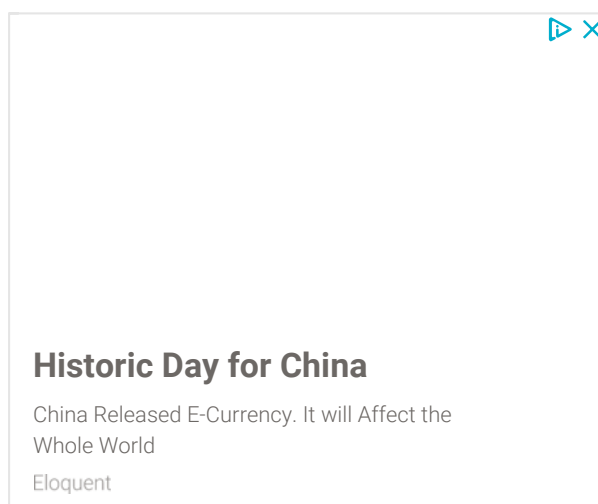 Historic Day for China
China Released E-Currency. It will Affect the
Whole World
Eloquent